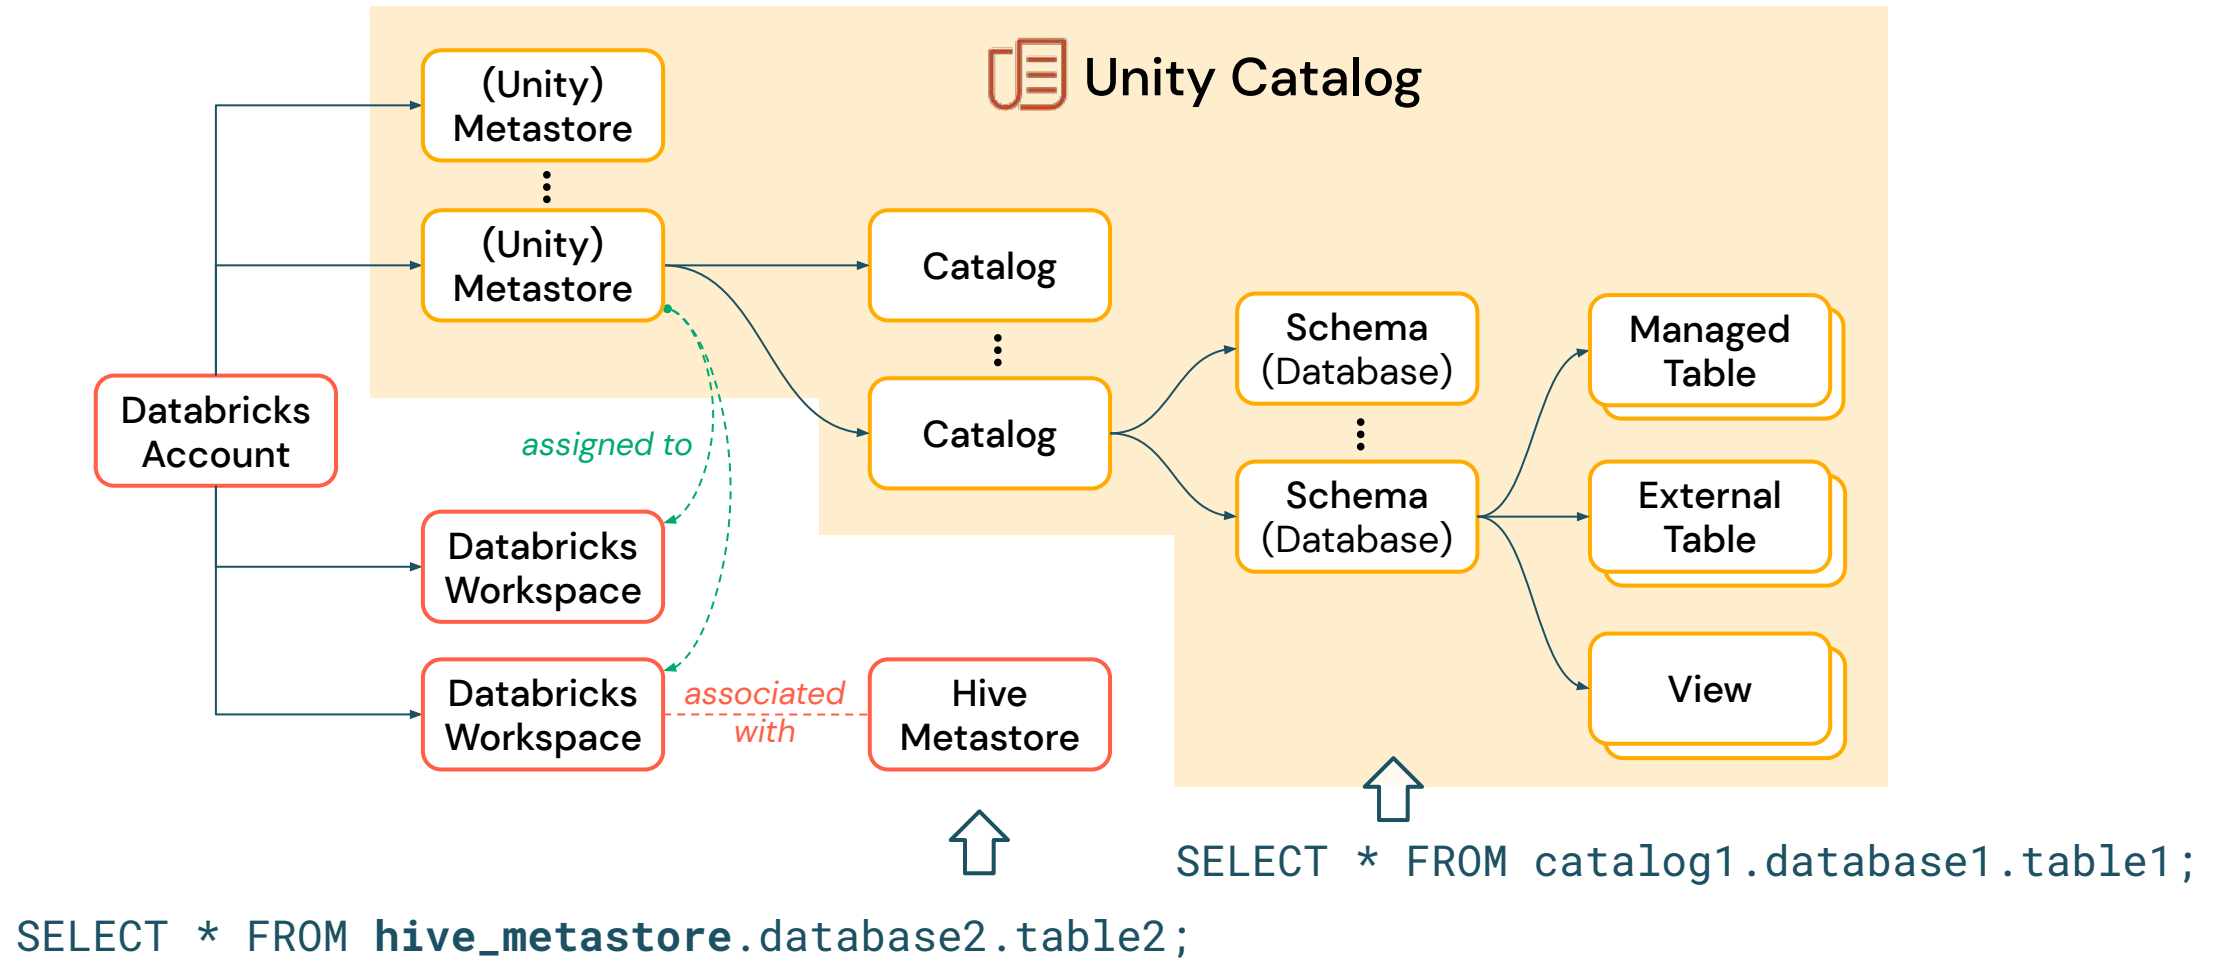 Unity Catalog
(Unity)
Metastore
(Unity)
Metastore
Catalog
Catalog
Schema
(Database)
Schema
(Database)
Managed
Table
External
Table
View
Databricks
Account
assigned to
Databricks
Workspace
Databricks
Workspace
associated
with
Hive
Metastore
SELECT * FROM catalog1.database1.table1;
SELECT * FROM hive_metastore.database2.table2;